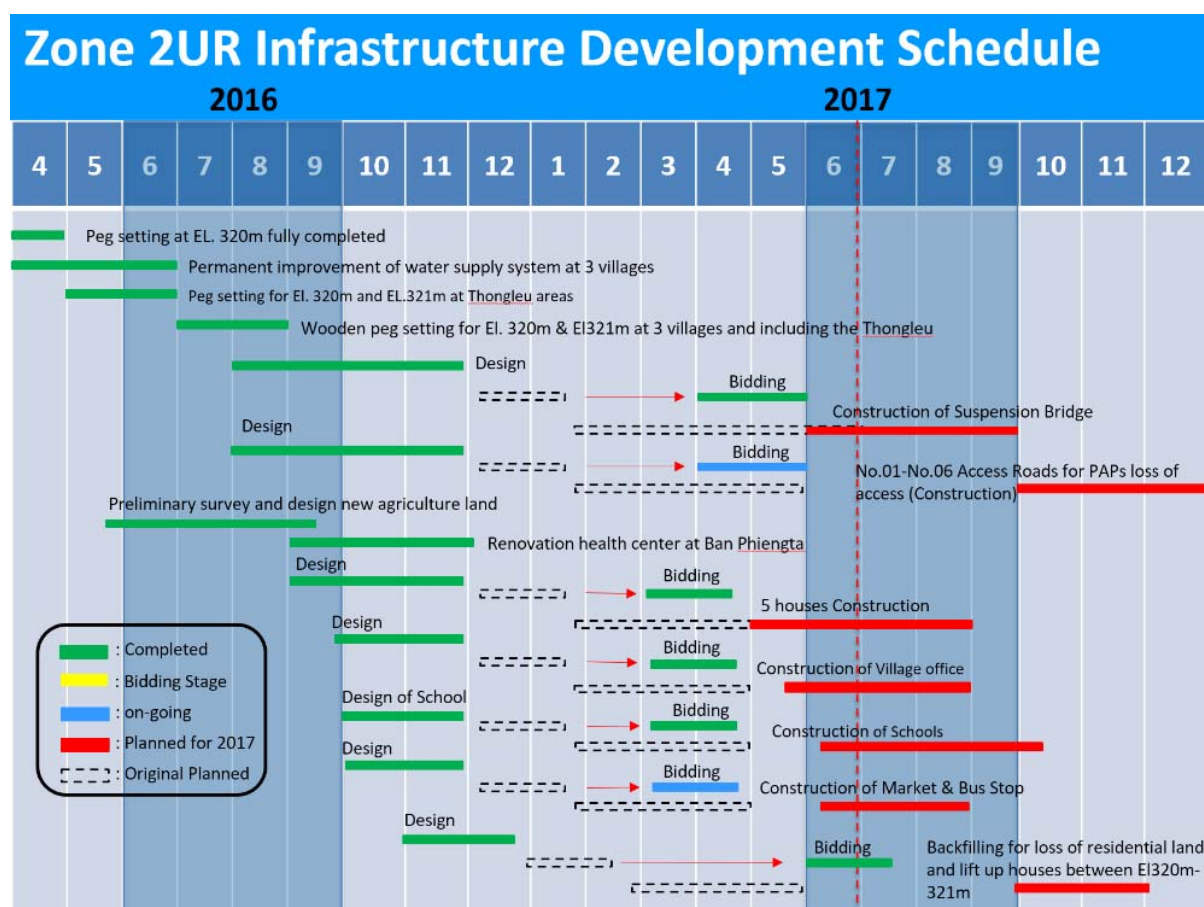 Zone 2UR Infrastructure Development Schedule
2016 2017
4 5 6 7 8 9 10 11 12 1 2 3 4 5 6 7 8 9 10 11 12
Peg setting at EL. 320m fully completed
Permanent improvement of water supply system at 3 villages
Peg setting for El. 320m and EL.321m at Thongleu areas
Wooden peg setting for El. 320m & El321m at 3 villages and including the Thongleu
Design
Bidding
Construction of Suspension Bridge
Design
Bidding
No.01-No.06 Access Roads for PAPs loss of
access (Construction)
Preliminary survey and design new agriculture land
Renovation health center at Ban Phiengta
Design
Bidding
5 houses Construction
Design
Bidding
Construction of Village office
Design of School
Bidding
Construction of Schools
Design
Bidding
Construction of Market & Bus Stop
Design
Bidding
Backfilling for loss of residential land
and lift up houses between El320m-
321m
: Completed
: Bidding Stage
: on-going
: Planned for 2017
: Original Planned